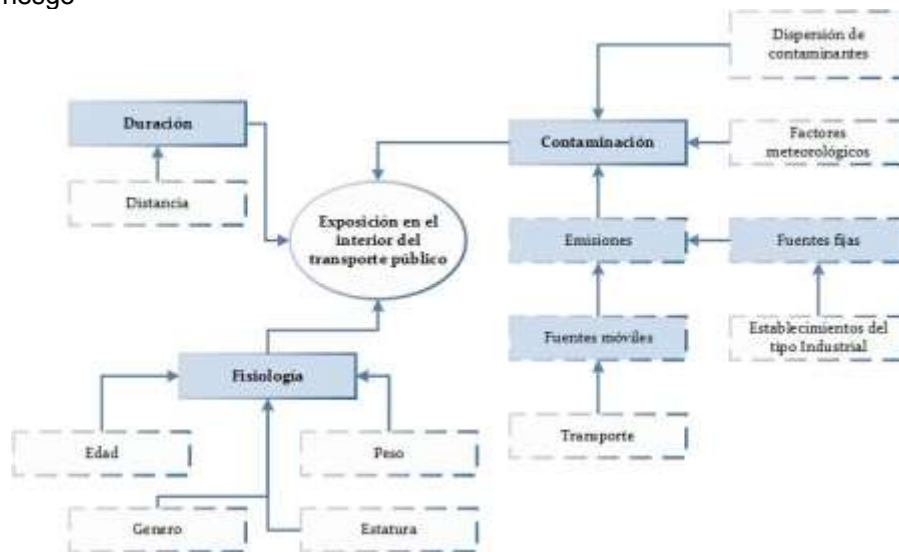 riesgo
Dispersión de
contaminantes
Duración
Contaminación
Factores
meteorológicos
Distancia
Exposición en el
interior del
transporte público
Emisiones
Fuentes fijas
Fuentes móviles
Establecimientos del
tipo Industrial
Fisiología
Edad
Peso
Transporte
Genero
Estatura